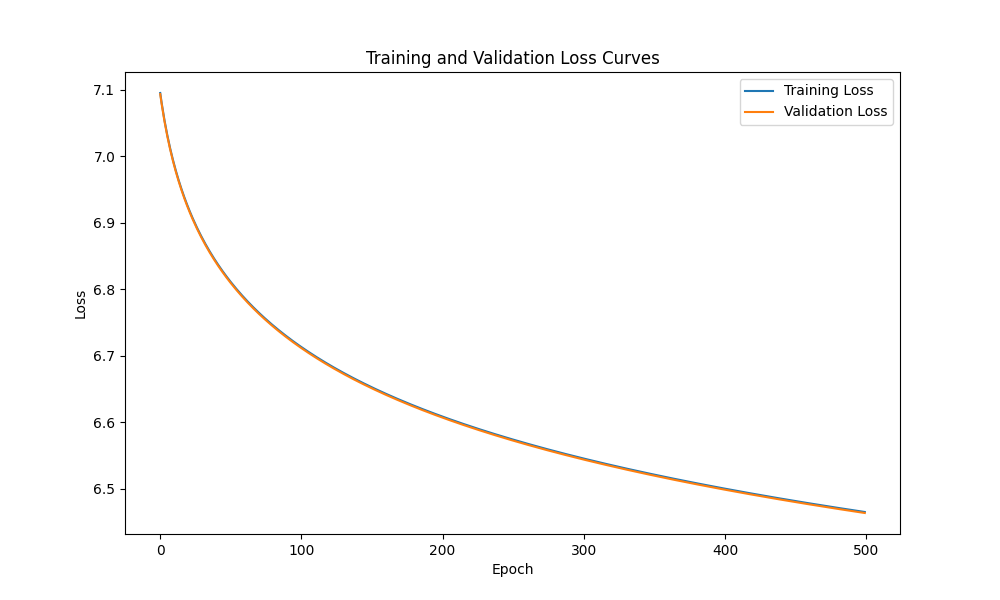 Training and Validation Loss Curves
Training Loss
Validation Loss
7.1
7.0
6.9
6.8
6.7
6.6
6.5
Loss
0 100 200 300 400 500
Epoch